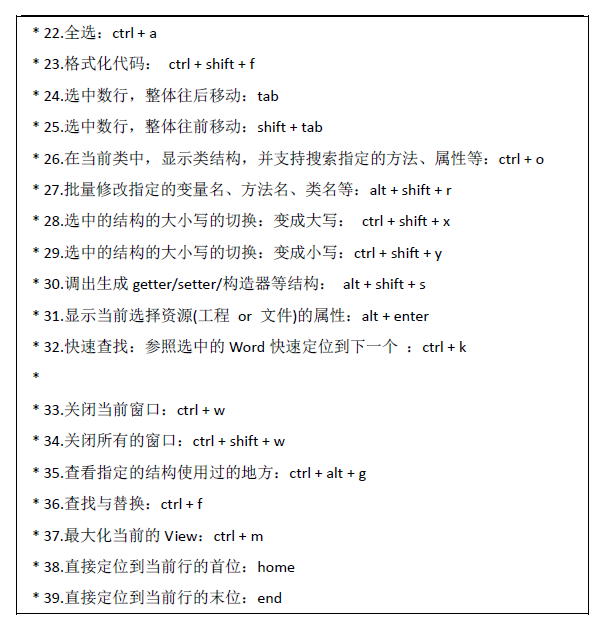 * 22.全选：ctrl + a
* 23.格式化代码： ctrl + shift + f
* 24.选中数行，整体往后移动：tab
* 25.选中数行，整体往前移动：shift + tab
* 26.在当前类中，显示类结构，并支持搜索指定的方法、属性等：ctrl + o
* 27.批量修改指定的变量名、方法名、类名等：alt + shift + r
* 28.选中的结构的大小写的切换：变成大写： ctrl + shift + x
* 29.选中的结构的大小写的切换：变成小写：ctrl + shift + y
* 30.调出生成 getter/setter/构造器等结构： alt + shift + s
* 31.显示当前选择资源(工程 or 文件)的属性：alt + enter
* 32.快速查找：参照选中的 Word 快速定位到下一个 ：ctrl + k
*
* 33.关闭当前窗口：ctrl + w
* 34.关闭所有的窗口：ctrl + shift + w
* 35.查看指定的结构使用过的地方：ctrl + alt + g
* 36.查找与替换：ctrl + f
* 37.最大化当前的 View：ctrl + m
* 38.直接定位到当前行的首位：home
* 39.直接定位到当前行的末位：end